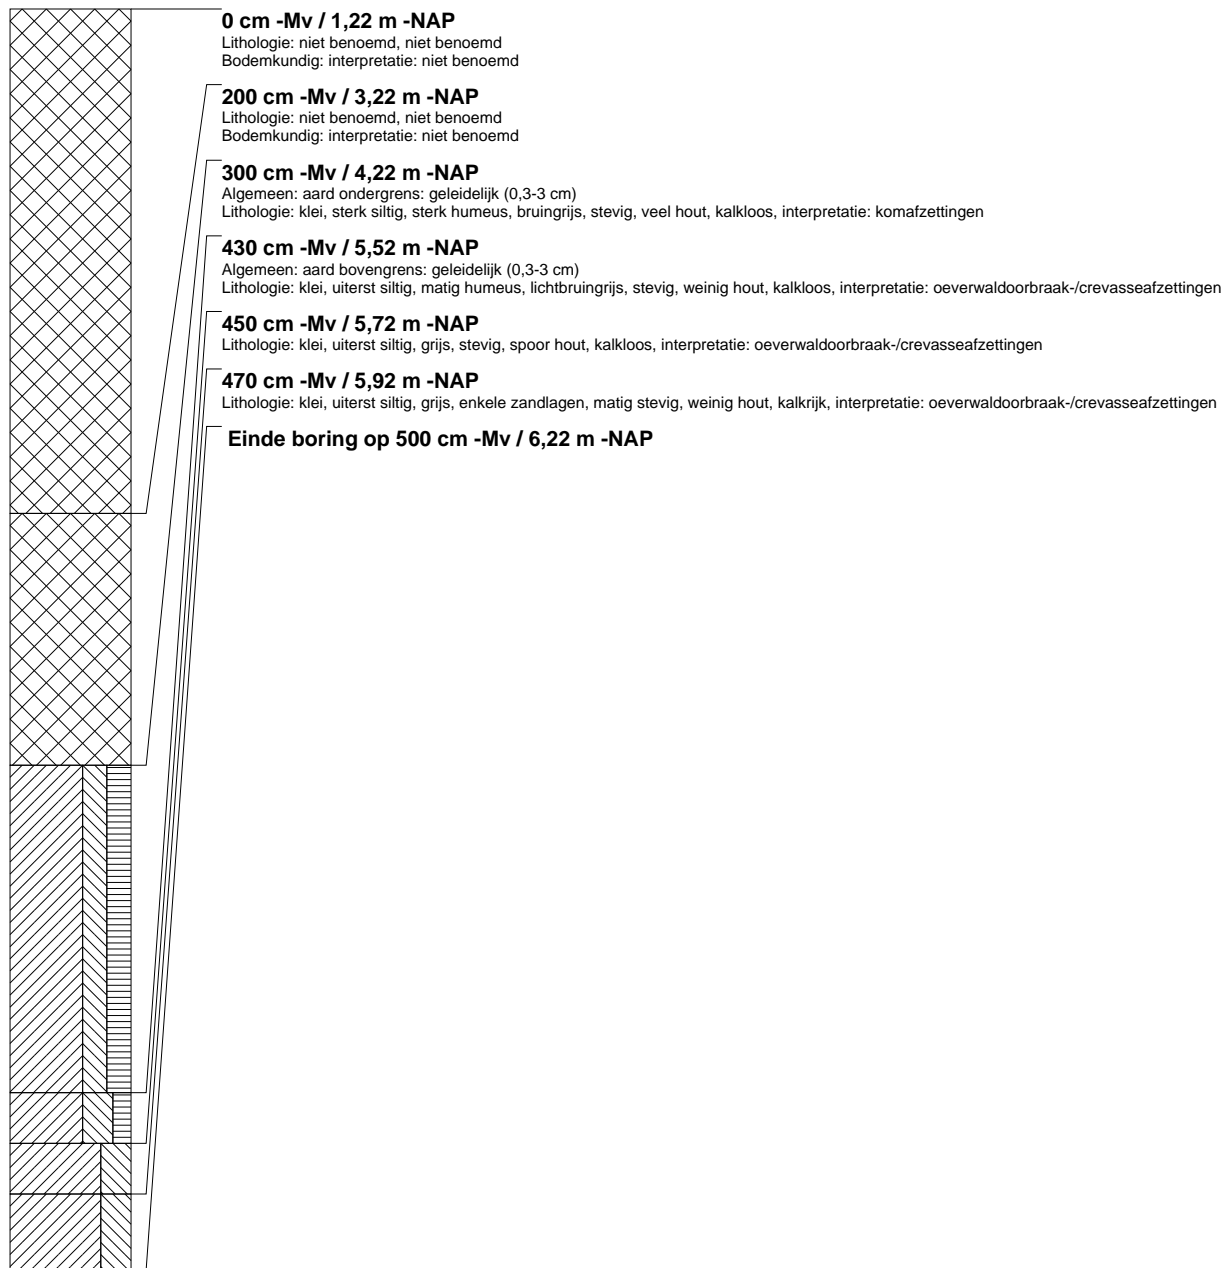 0 cm -Mv / 1,22 m -NAP
Lithologie: niet benoemd, niet benoemd
Bodemkundig: interpretatie: niet benoemd
200 cm -Mv / 3,22 m -NAP
Lithologie: niet benoemd, niet benoemd
Bodemkundig: interpretatie: niet benoemd
300 cm -Mv / 4,22 m -NAP
Algemeen: aard ondergrens: geleidelijk (0,3-3 cm)
Lithologie: klei, sterk siltig, sterk humeus, bruingrijs, stevig, veel hout, kalkloos, interpretatie: komafzettingen
430 cm -Mv / 5,52 m -NAP
Algemeen: aard bovengrens: geleidelijk (0,3-3 cm)
Lithologie: klei, uiterst siltig, matig humeus, lichtbruingrijs, stevig, weinig hout, kalkloos, interpretatie: oeverwaldoorbraak-/crevasseafzettingen
450 cm -Mv / 5,72 m -NAP
Lithologie: klei, uiterst siltig, grijs, stevig, spoor hout, kalkloos, interpretatie: oeverwaldoorbraak-/crevasseafzettingen
470 cm -Mv / 5,92 m -NAP
Lithologie: klei, uiterst siltig, grijs, enkele zandlagen, matig stevig, weinig hout, kalkrijk, interpretatie: oeverwaldoorbraak-/crevasseafzettingen
Einde boring op 500 cm -Mv / 6,22 m -NAP